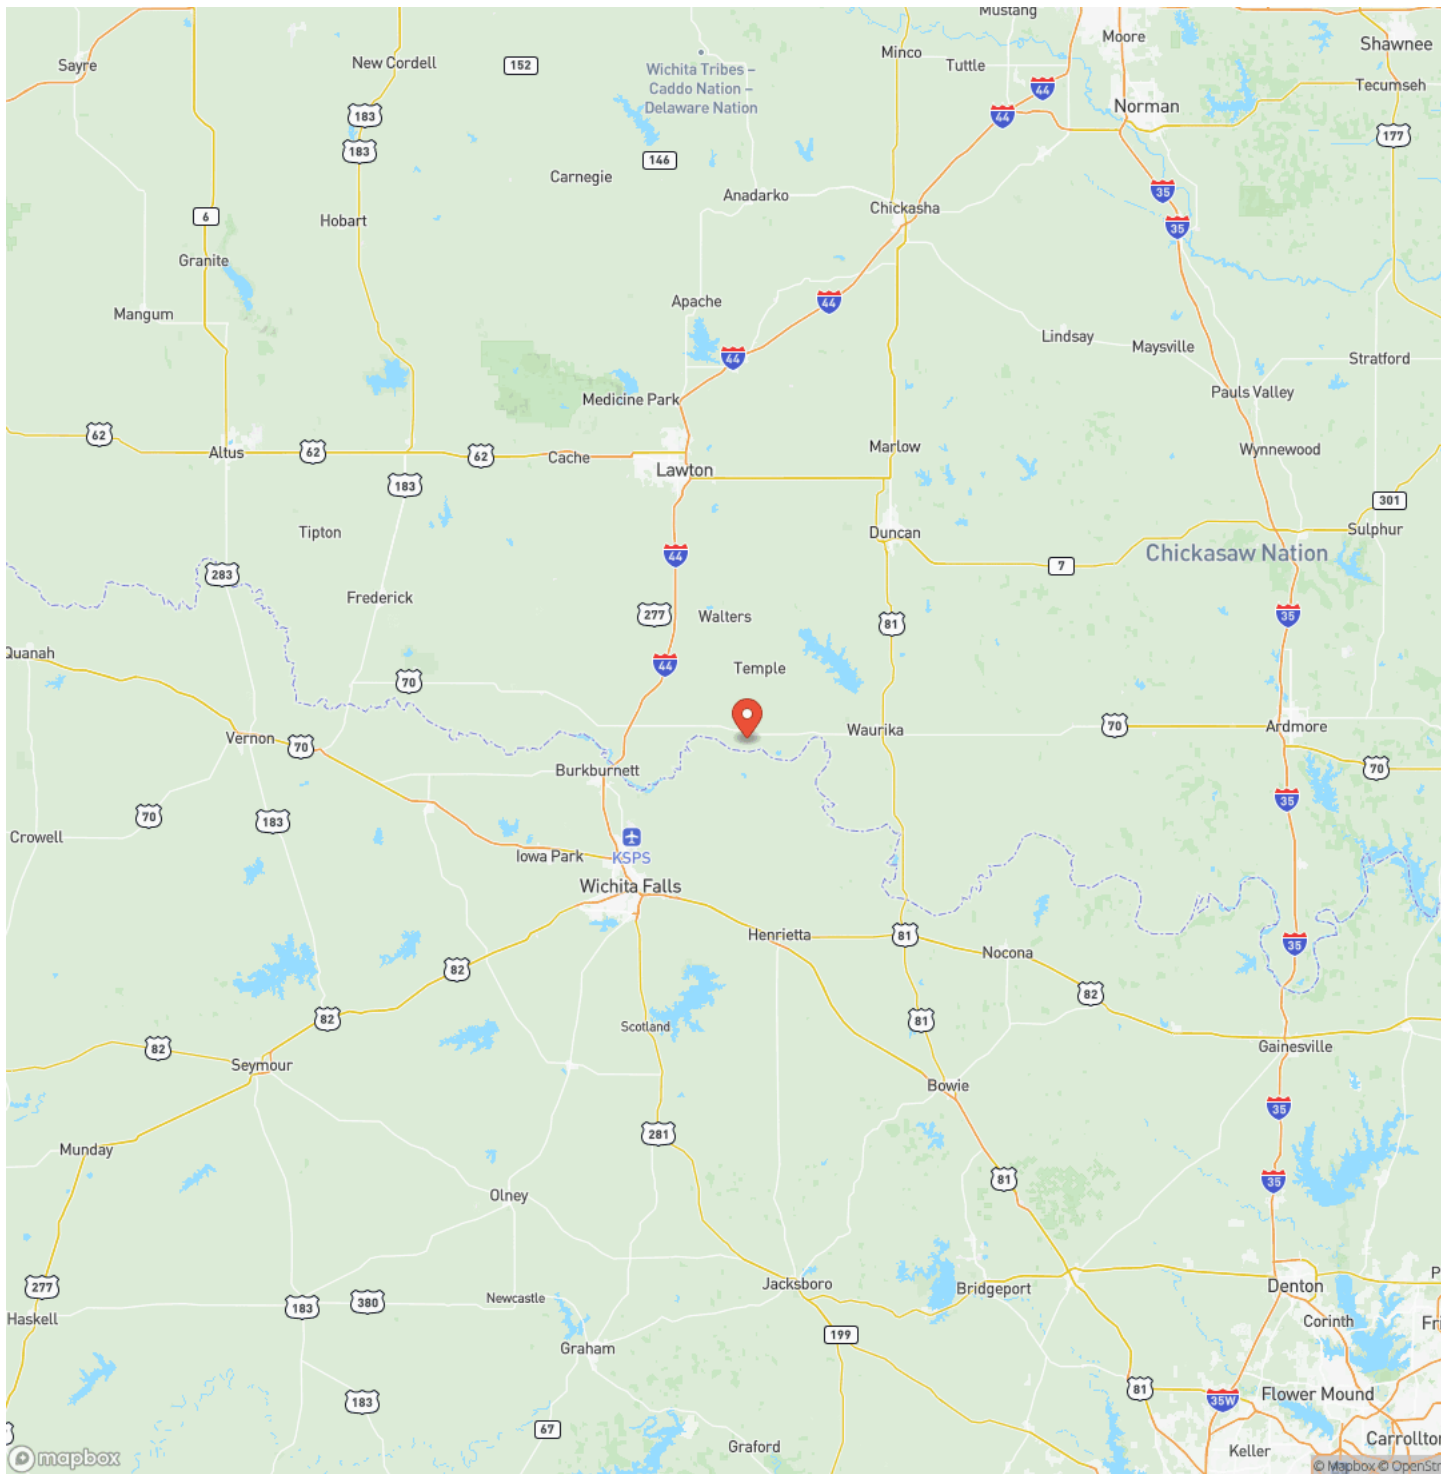 Mustang
Moore
Shawnee
Minco
Tuttle
Sayre
New Cordell
152
Wichita Tribes –
Caddo Nation –
Delaware Nation
44
Tecumseh
183
44
Norman
177
183
146
Carnegie
Anadarko
35
6
Hobart
Chickasha
35
Granite
Apache
44
Mangum
Lindsay
Maysville
44
Stratford
Medicine Park
Pauls Valley
62
Altus
62
62
Cache
Marlow
Wynnewood
Lawton
183
301
Tipton
Duncan
Sulphur
44
Chickasaw Nation
283
7
Frederick
277
Walters
81
35
Quanah
44
Temple
70
Vernon
70
Waurika
70
Ardmore
Burkburnett
70
70
183
35
Crowell
KSPS
Iowa Park
Wichita Falls
Henrietta
81
Nocona
35
82
82
Scotland
82
81
82
Seymour
Gainesville
Bowie
35
Munday
281
81
35
Olney
277
Jacksboro
Bridgeport
Denton
P
Haskell
183
380
Newcastle
199
Corinth
Fri
Graham
81
35W
Flower Mound
183
67
Graford
Keller
Carrollton
mapbox
© Mapbox © OpenStr